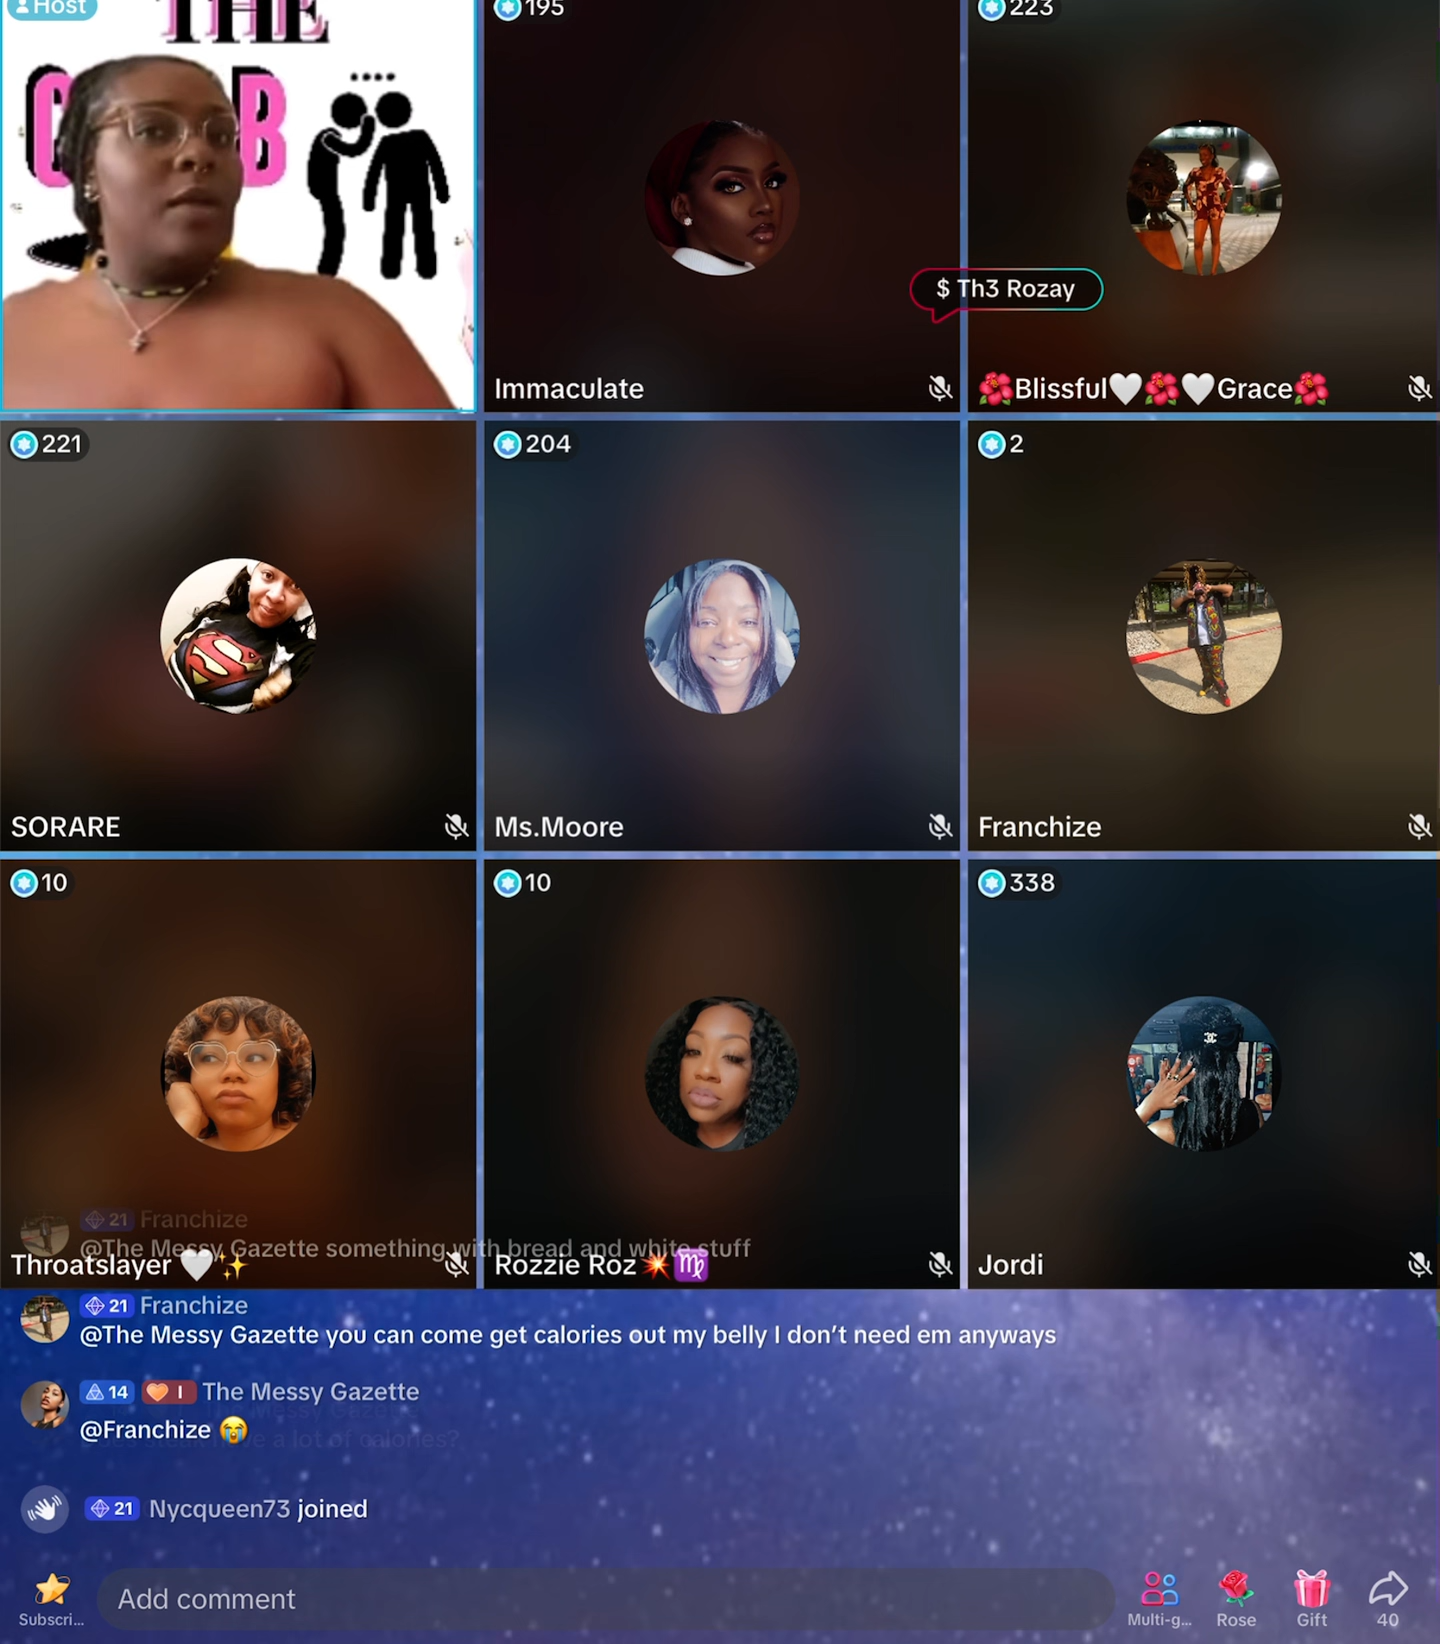 Host
THE
195
223
$ Th3 Rozay
Immaculate
🌺Blissful🤍🌺🤍Grace🌺
221
204
2
SORARE
Ms.Moore
Franchize
10
10
338
21 Franchize
@The Messy Gazette something with bread and white stuff
Throatslayer 🤍✨
Rozzie Roz 💥♍
Jordi
21 Franchize
@The Messy Gazette you can come get calories out my belly I don’t need em anyways
14 I The Messy Gazette
@Franchize 😭
a lot of calories?
21 Nycqueen73 joined
Subscri...
Add comment
Multi-g...
Rose
Gift
40